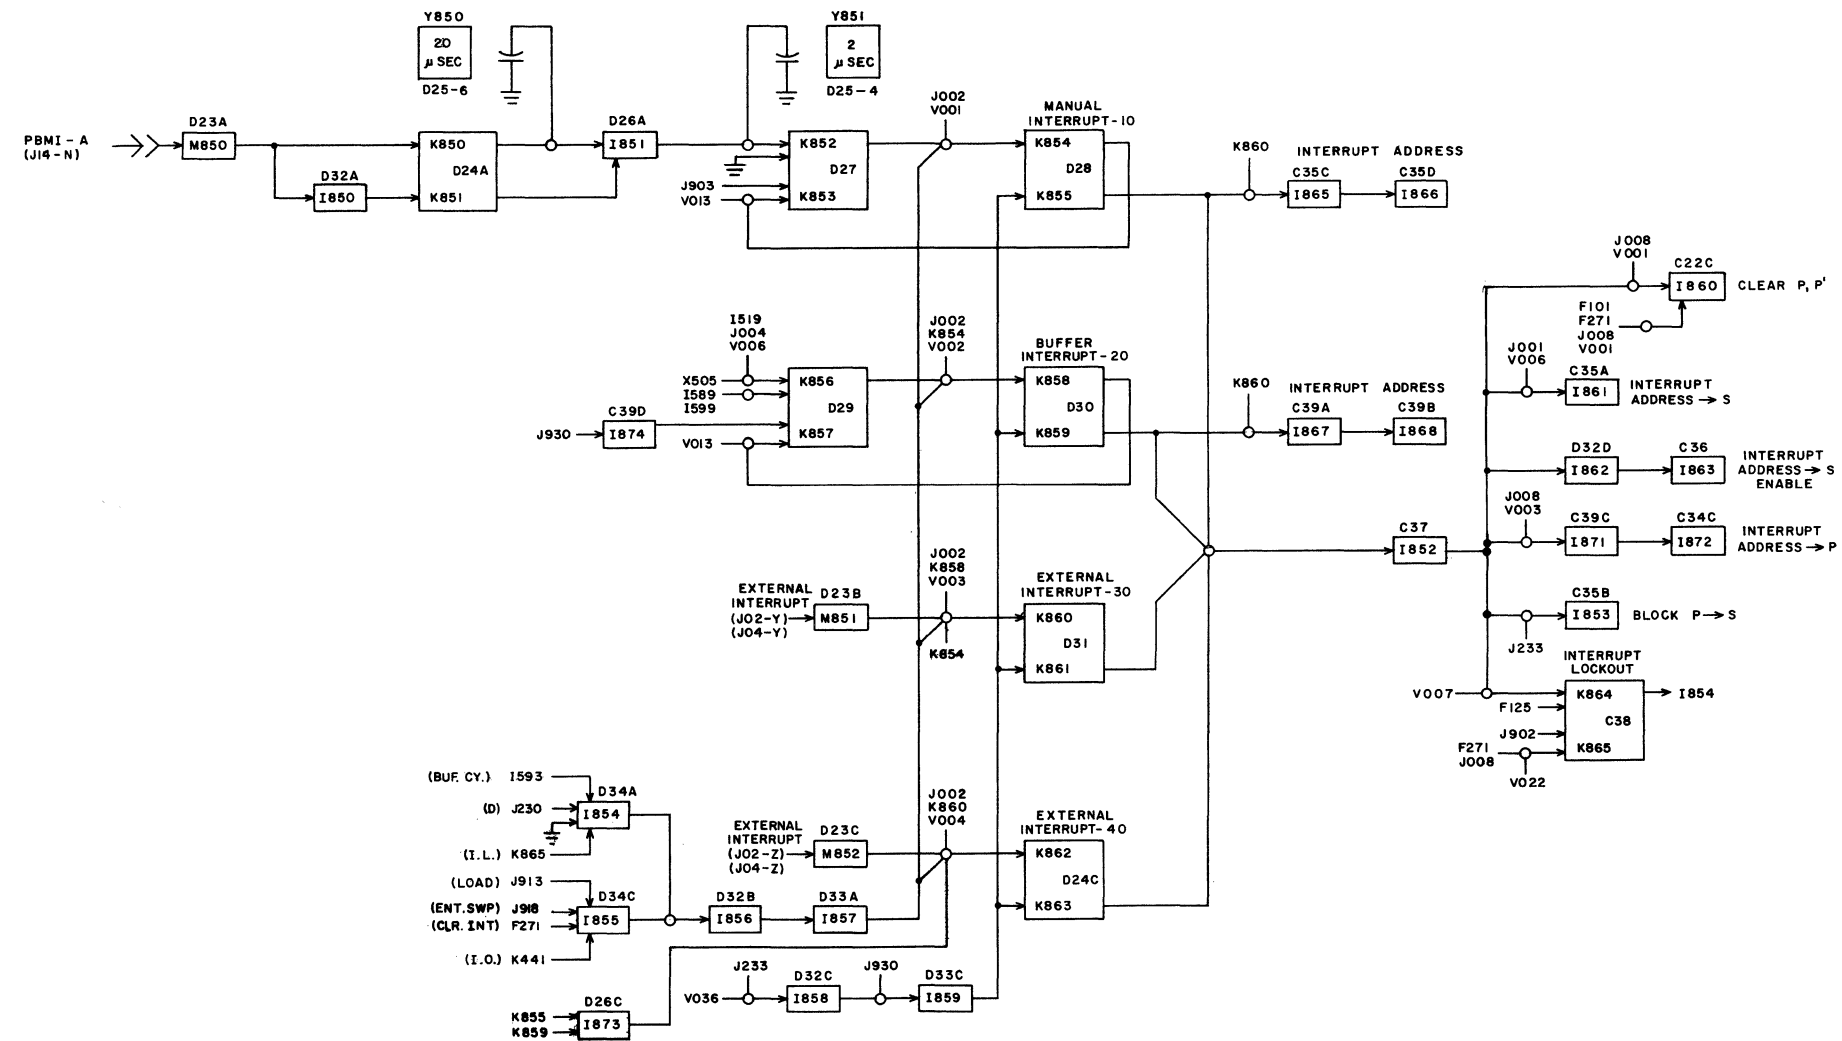 Y850
20
μ SEC
D25-6
Y851
2
μ SEC
D25-4
PBMI-A
(J14-N)
D23A
M850
D32A
I850
K850
D24A
K851
D26A
I851
J903
V013
K852
D27
K853
J002
V001
MANUAL
INTERRUPT-10
K854
D28
K855
K860
INTERRUPT ADDRESS
C35C
I865
C35D
I866
J008
V001
C22C
I860
CLEAR P, P'
F101
F271
J008
V001
I519
J004
V006
X505
I589
I599
J930
C39D
I874
V013
K856
D29
K857
J002
K854
V002
BUFFER
INTERRUPT-20
K858
D30
K859
K860
INTERRUPT ADDRESS
C39A
I867
C39B
I868
J001
V006
C35A
I861
INTERRUPT
ADDRESS → S
D32D
I862
C36
I863
INTERRUPT
ADDRESS → S
ENABLE
J008
V003
C39C
I871
C34C
I872
INTERRUPT
ADDRESS → P
C37
I852
EXTERNAL
INTERRUPT
(J02-Y)
(J04-Y)
D23B
M851
J002
K858
V003
K854
EXTERNAL
INTERRUPT-30
K860
D31
K861
C35B
I853
BLOCK P → S
J233
INTERRUPT
LOCKOUT
V007
F125
J902
F271
J008
V022
K864
C38
K865
I854
(BUF. CY.) I593
(D) J230
(I.L.) K865
D34A
I854
(LOAD) J913
(ENT.SWP) J918
(CLR. INT) F271
(I.O.) K441
D34C
I855
D32B
I856
D33A
I857
EXTERNAL
INTERRUPT
(J02-Z)
(J04-Z)
D23C
M852
J002
K860
V004
EXTERNAL
INTERRUPT-40
K862
D24C
K863
K855
K859
D26C
I873
V036
J233
D32C
I858
J930
D33C
I859